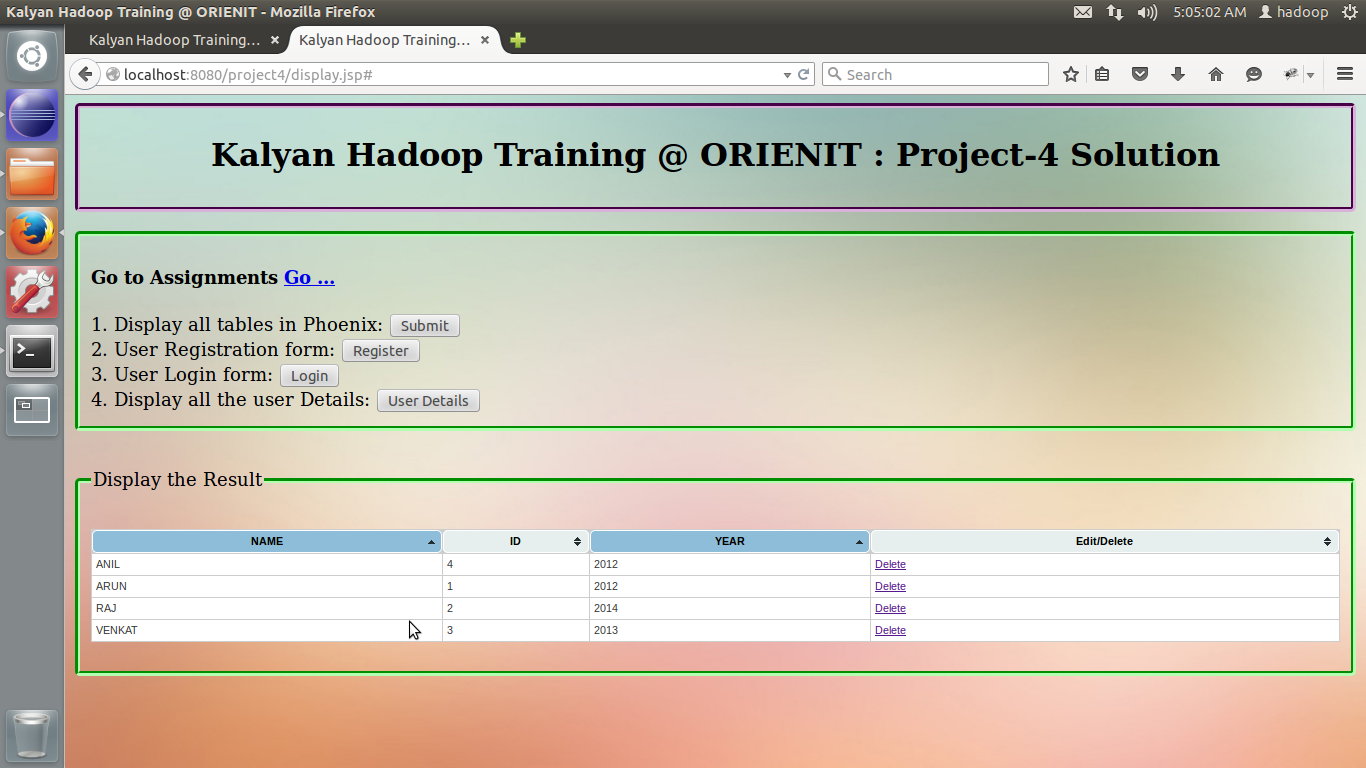 Kalyan Hadoop Training @ ORIENIT - Mozilla Firefox
5:05:02 AM hadoop
Kalyan Hadoop Training... Kalyan Hadoop Training...
localhost:8080/project4/display.jsp# Search
Kalyan Hadoop Training @ ORIENIT : Project-4 Solution
Go to Assignments Go ...
1. Display all tables in Phoenix: Submit
2. User Registration form: Register
3. User Login form: Login
4. Display all the user Details: User Details
Display the Result
NAME ID YEAR Edit/Delete
ANIL 4 2012 Delete
ARUN 1 2012 Delete
RAJ 2 2014 Delete
VENKAT 3 2013 Delete